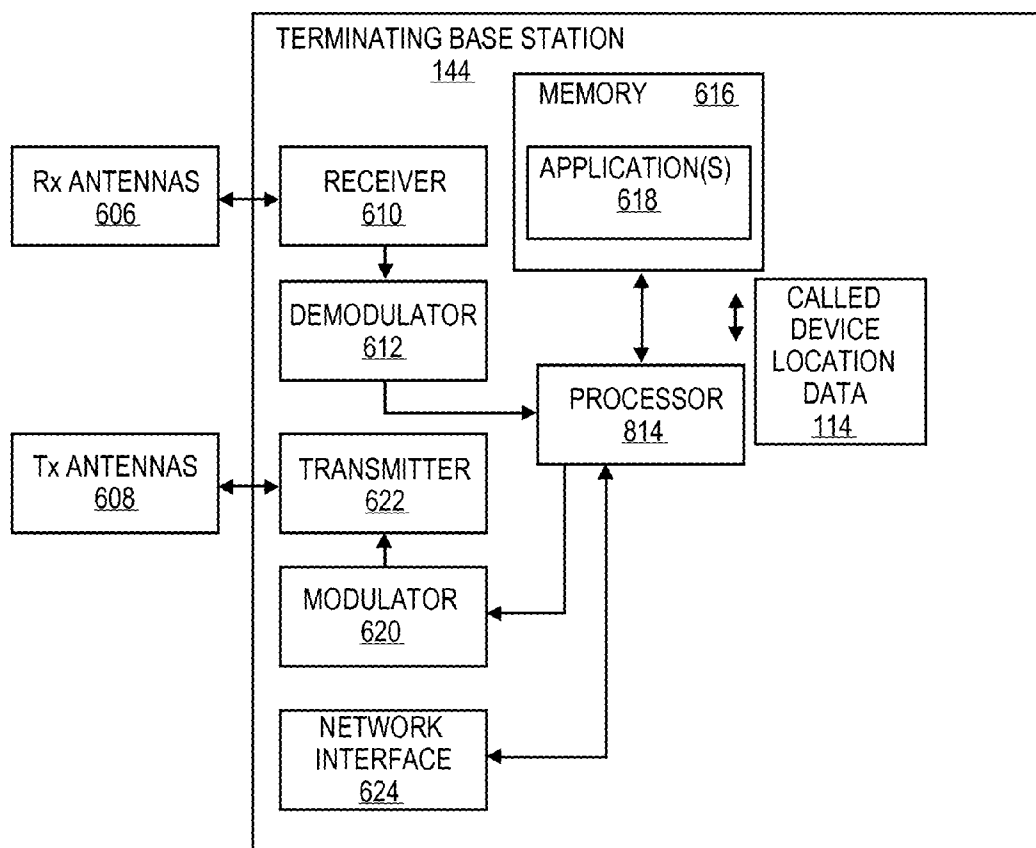 TERMINATING BASE STATION
144
MEMORY 616
APPLICATION(S)
618
Rx ANTENNAS
606
RECEIVER
610
DEMODULATOR
612
CALLED
DEVICE
LOCATION
DATA
114
PROCESSOR
814
Tx ANTENNAS
608
TRANSMITTER
622
MODULATOR
620
NETWORK
INTERFACE
624